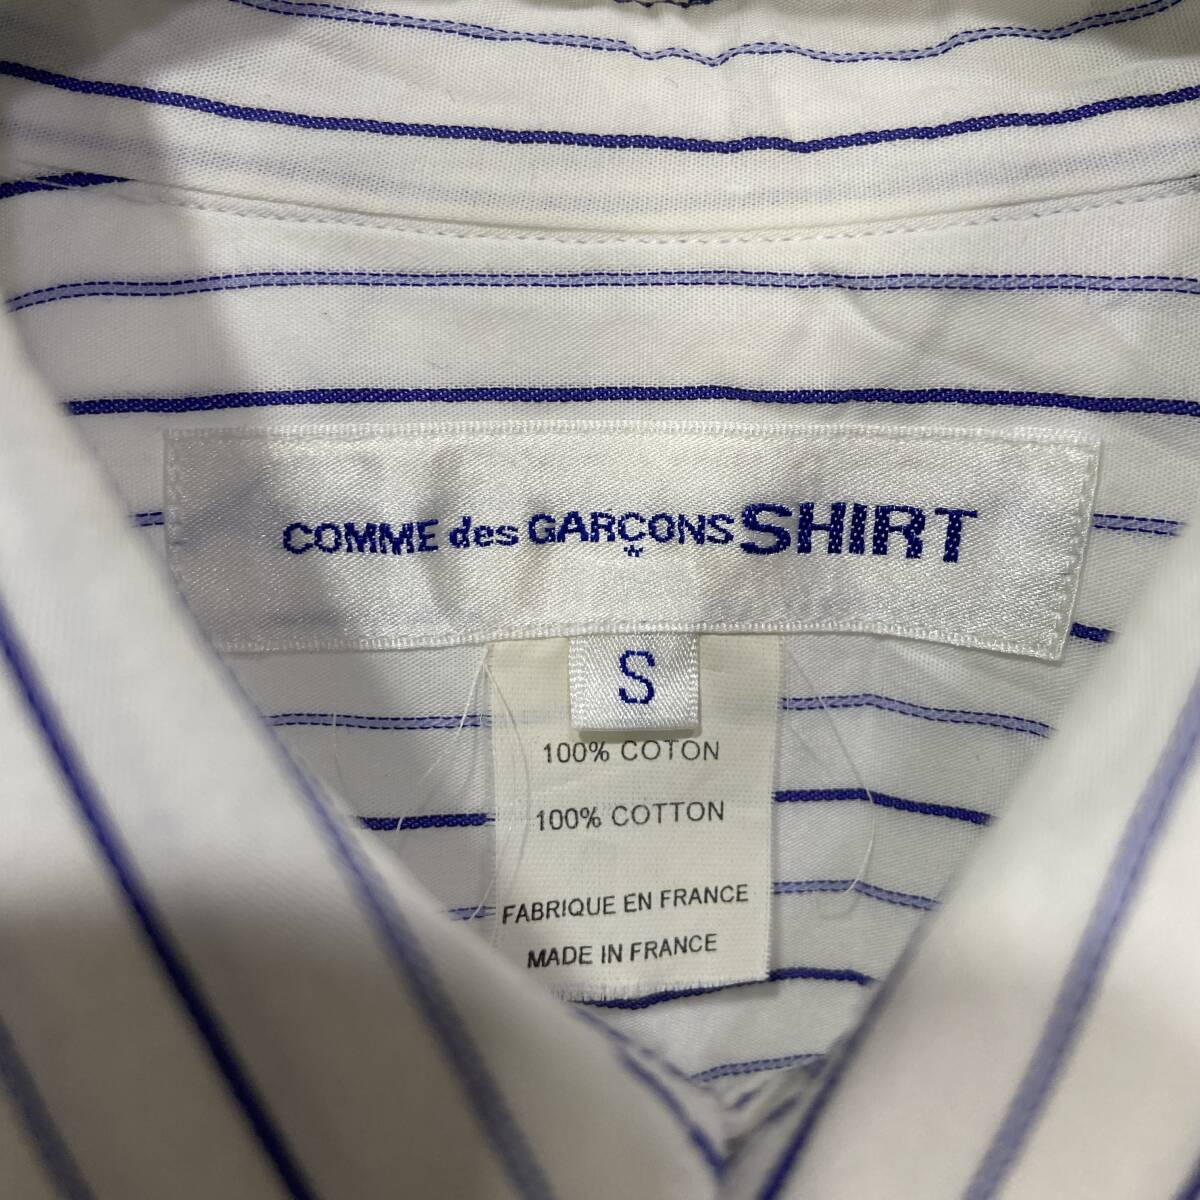 COMME des GARÇONS SHIRT
S
100% COTON
100% COTTON
FABRIQUE EN FRANCE
MADE IN FRANCE